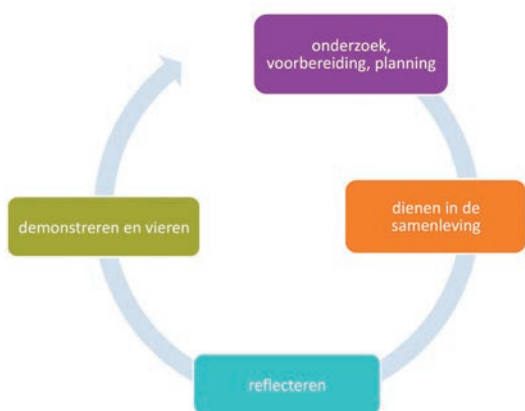 onderzoek,
voorbereiding, planning
dienen in de
samenleving
reflecteren
demonstreren en vieren